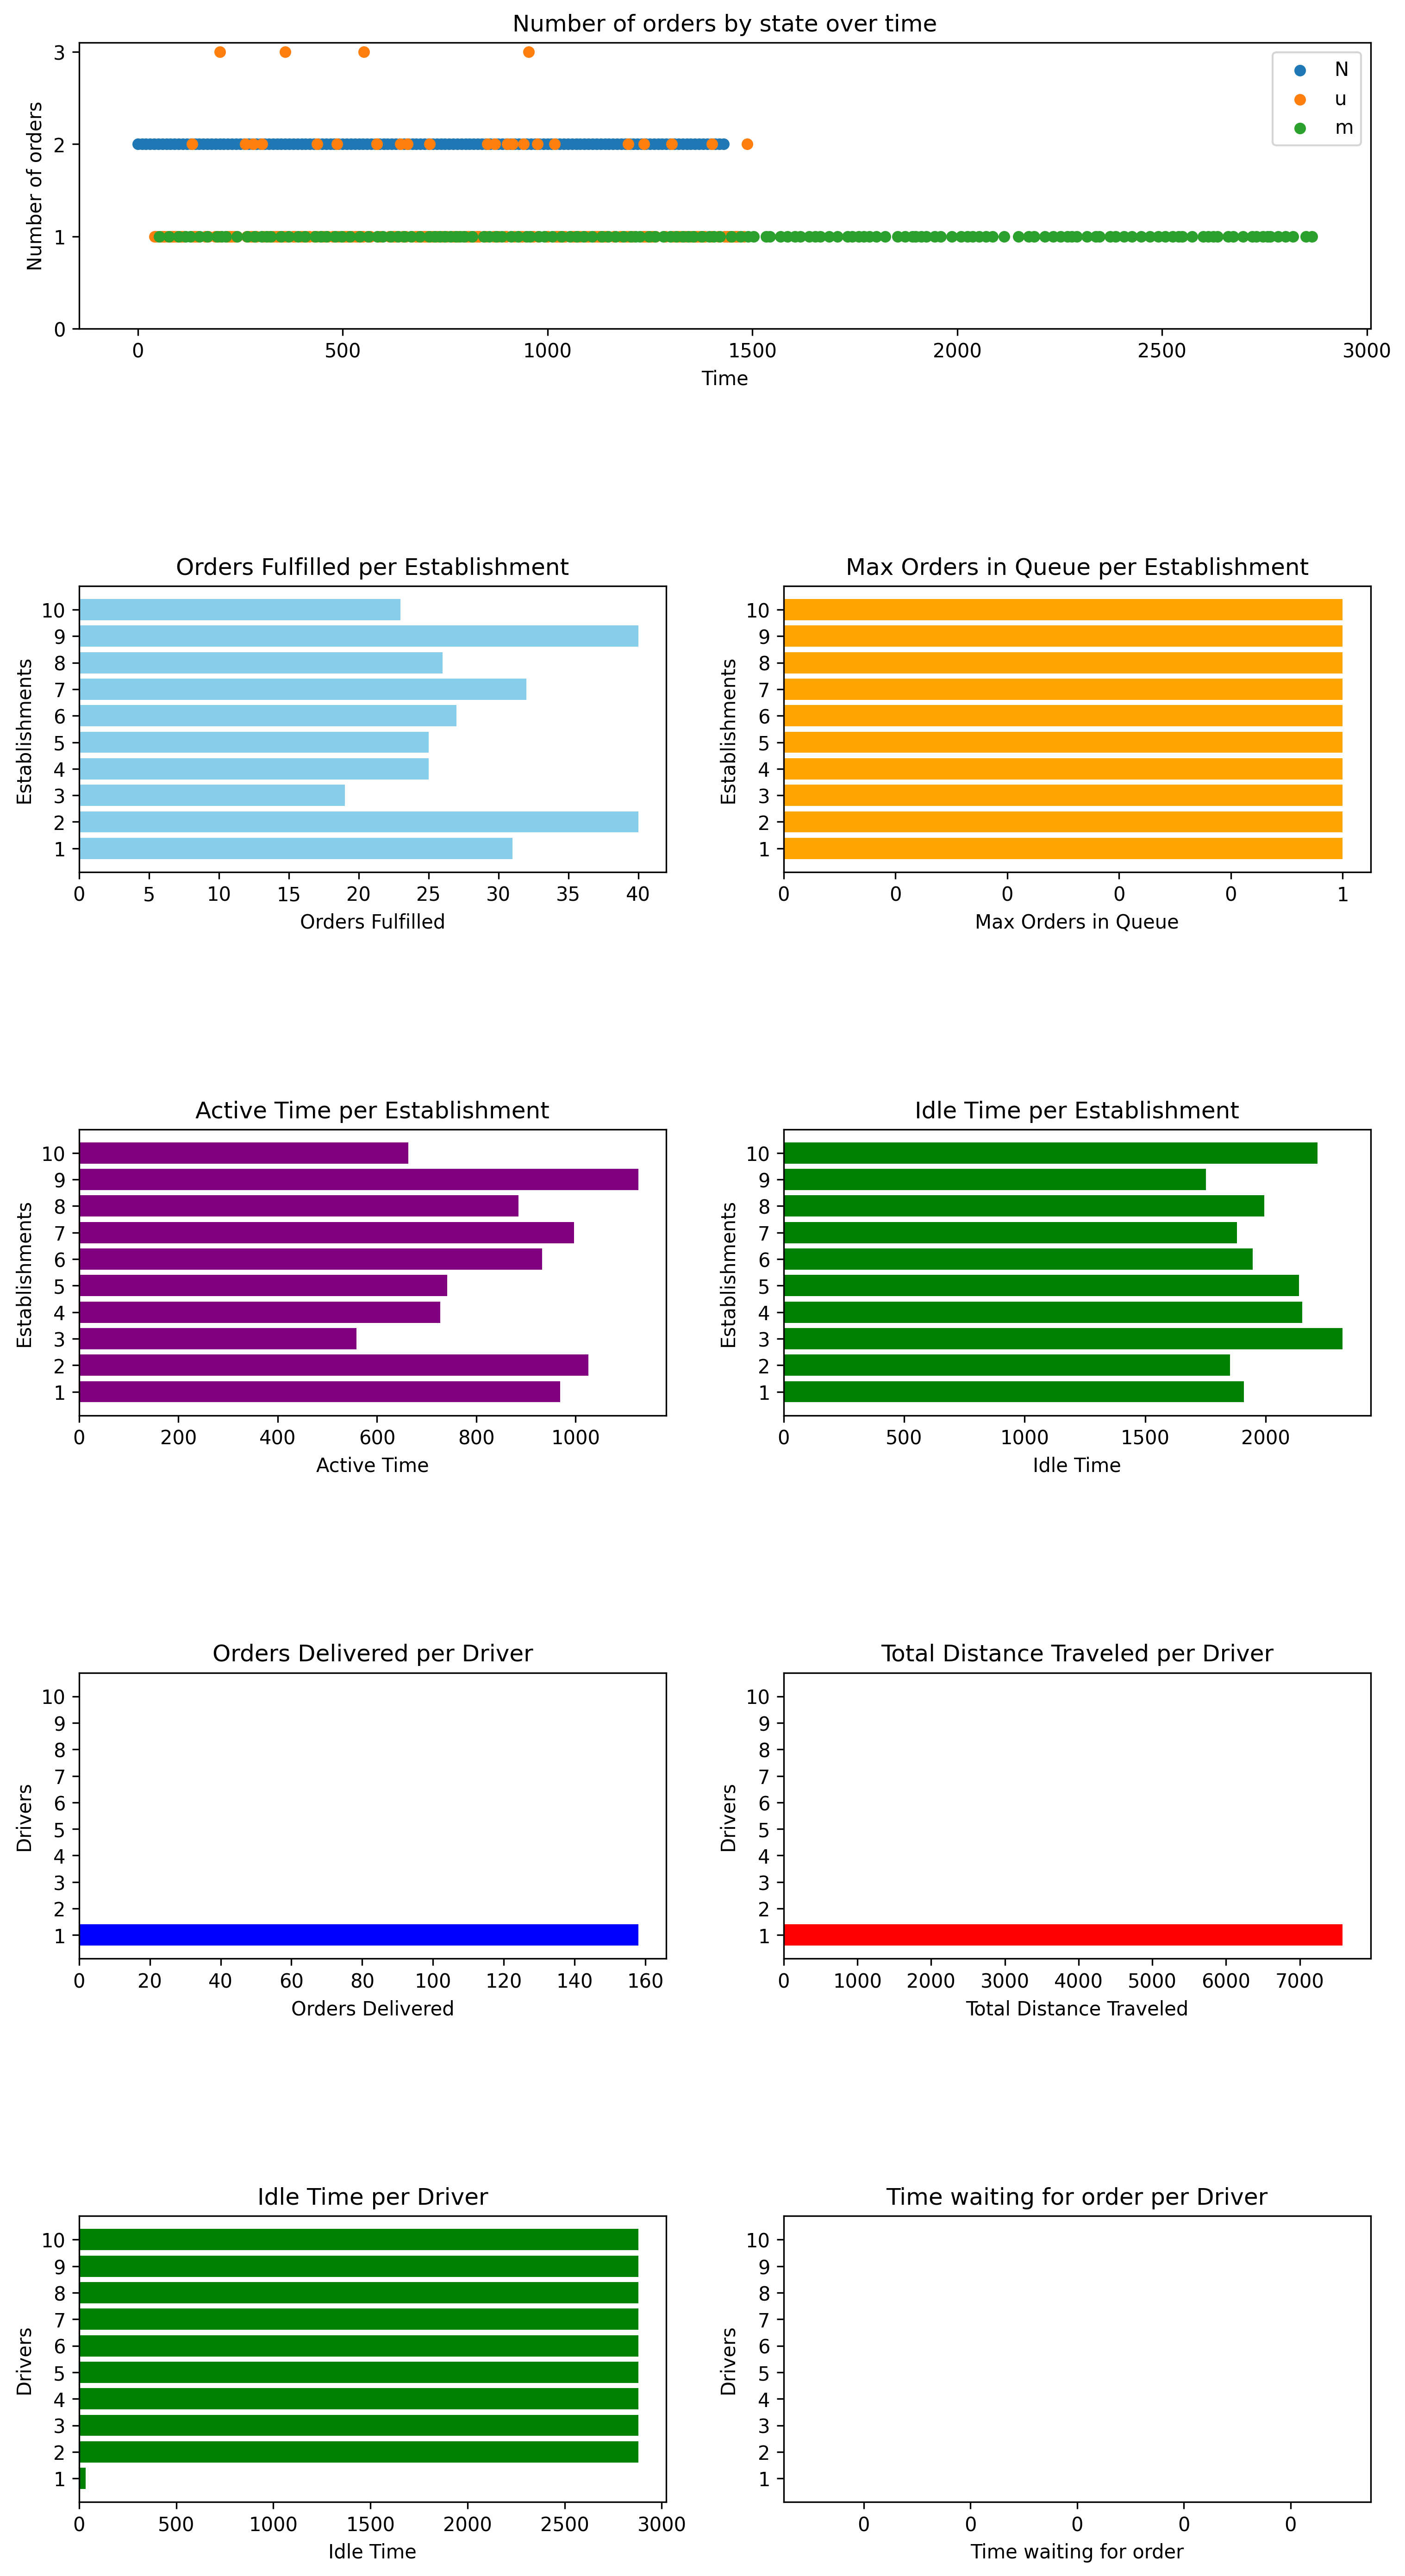 Number of orders by state over time
3
2
1
0
Number of orders
N
u
m
0 500 1000 1500 2000 2500 3000
Time
Orders Fulfilled per Establishment
10
9
8
7
6
5
4
3
2
1
Establishments
0 5 10 15 20 25 30 35 40
Orders Fulfilled
Max Orders in Queue per Establishment
10
9
8
7
6
5
4
3
2
1
Establishments
0 0 0 0 0 1
Max Orders in Queue
Active Time per Establishment
10
9
8
7
6
5
4
3
2
1
Establishments
0 200 400 600 800 1000
Active Time
Idle Time per Establishment
10
9
8
7
6
5
4
3
2
1
Establishments
0 500 1000 1500 2000
Idle Time
Orders Delivered per Driver
10
9
8
7
6
5
4
3
2
1
Drivers
0 20 40 60 80 100 120 140 160
Orders Delivered
Total Distance Traveled per Driver
10
9
8
7
6
5
4
3
2
1
Drivers
0 1000 2000 3000 4000 5000 6000 7000
Total Distance Traveled
Idle Time per Driver
10
9
8
7
6
5
4
3
2
1
Drivers
0 500 1000 1500 2000 2500 3000
Idle Time
Time waiting for order per Driver
10
9
8
7
6
5
4
3
2
1
Drivers
0 0 0 0 0
Time waiting for order